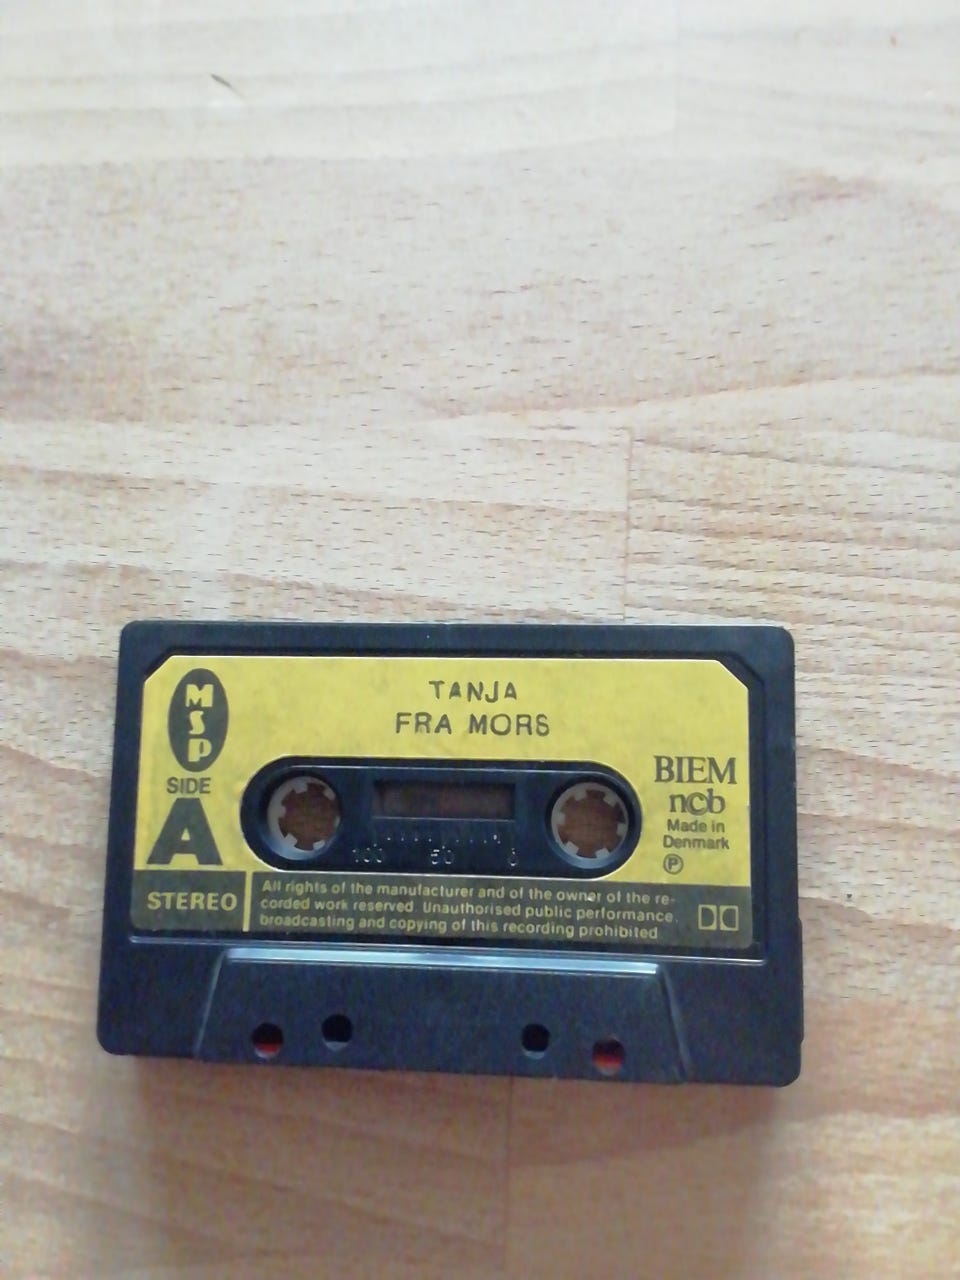 MSP
TANJA
FRA MORS
SIDE
A
BIEM
ncb
Made in
Denmark
Ⓟ
100 50 0
STEREO
All rights of the manufacturer and of the owner of the re-
corded work reserved. Unauthorised public performance,
broadcasting and copying of this recording prohibited